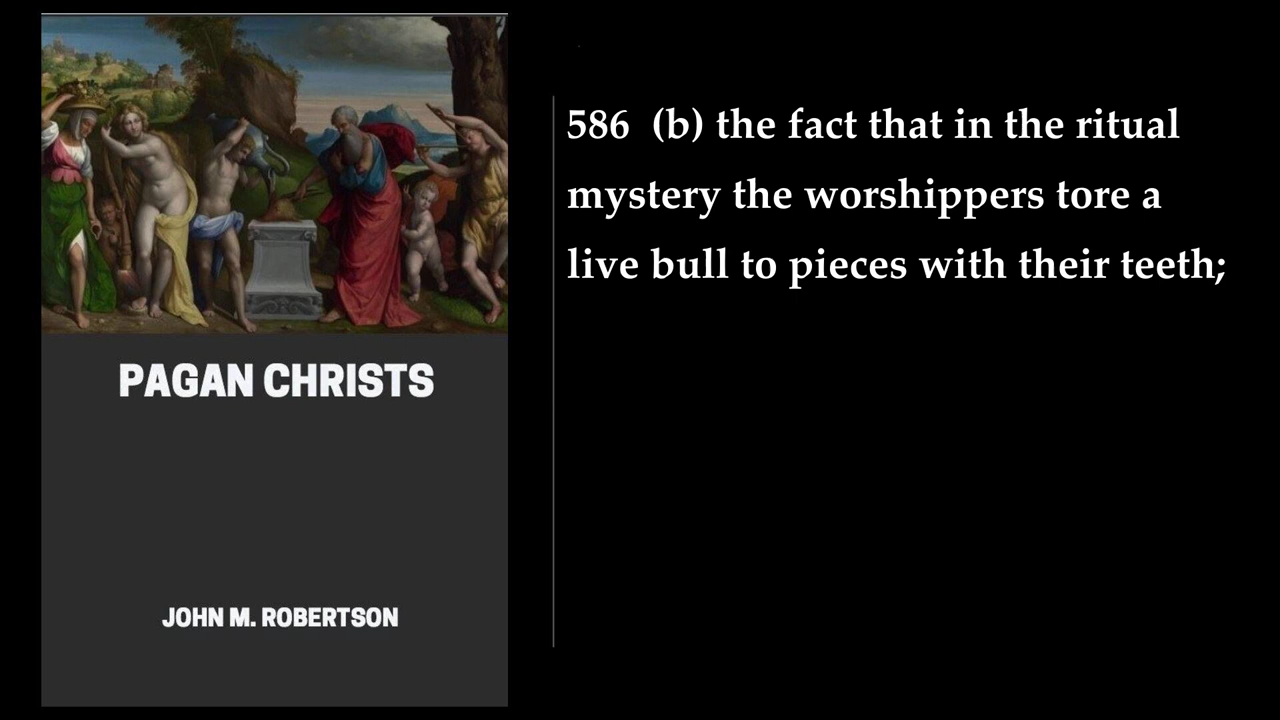 PAGAN CHRISTS
JOHN M. ROBERTSON
586 (b) the fact that in the ritual
mystery the worshippers tore a
live bull to pieces with their teeth;